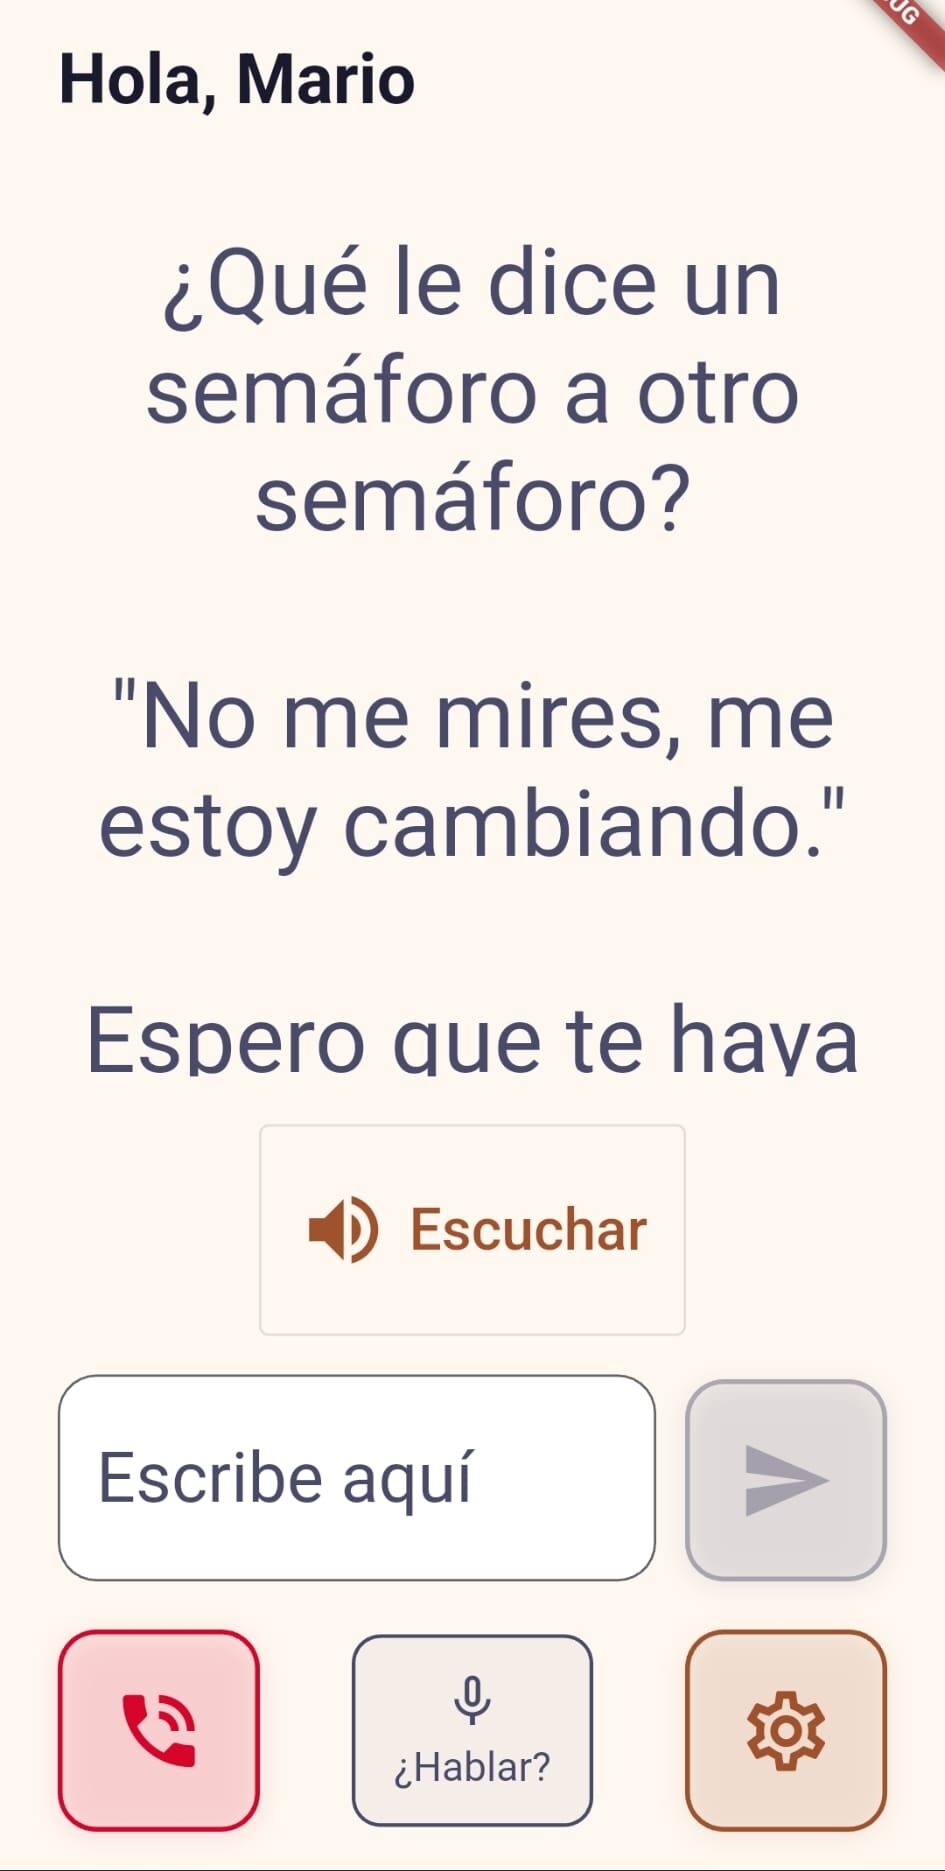 Hola, Mario
¿Qué le dice un
semáforo a otro
semáforo?
"No me mires, me
estoy cambiando."
Espero que te haya
Escuchar
Escribe aquí
¿Hablar?